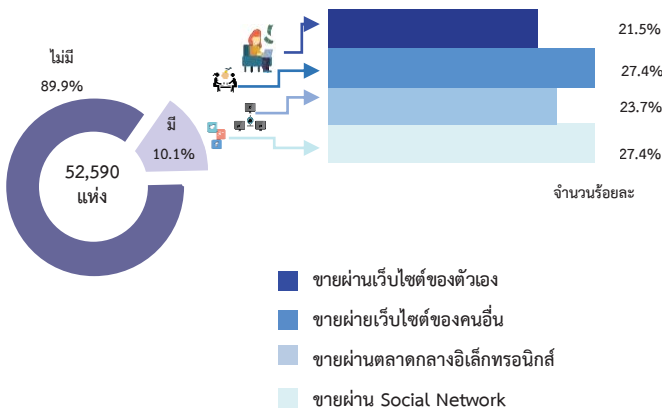 ไม่มี
89.9%
มี
10.1%
52,590
แห่ง
21.5%
27.4%
23.7%
27.4%
จำนวนร้อยละ
ขายผ่านเว็บไซต์ของตัวเอง
ขายผ่ายเว็บไซต์ของคนอื่น
ขายผ่านตลาดกลางอิเล็กทรอนิกส์
ขายผ่าน Social Network